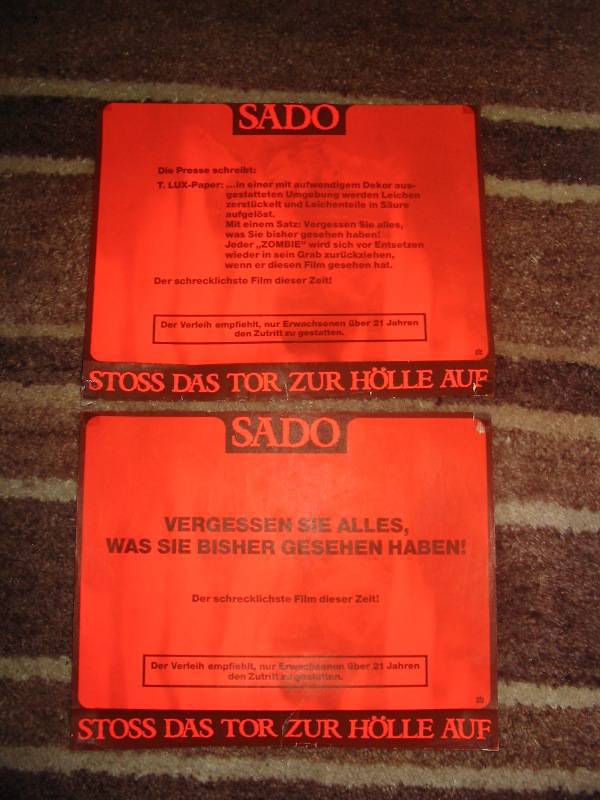 SADO
Die Presse schreibt:
T. LUX-Paper: ...in einer mit aufwendigem Dekor aus-
gestatteten Umgebung werden Leichen
zerstückelt und Leichenteile in Säure
aufgelöst.
Mit einem Satz: Vergessen Sie alles,
was Sie bisher gesehen haben!
Jeder „ZOMBIE" wird sich vor Entsetzen
wieder in sein Grab zurückziehen,
wenn er diesen Film gesehen hat.
Der schrecklichste Film dieser Zeit!
Der Verleih empfiehlt, nur Erwachsenen über 21 Jahren
den Zutritt zu gestatten.
STOSS DAS TOR ZUR HÖLLE AUF
SADO
VERGESSEN SIE ALLES,
WAS SIE BISHER GESEHEN HABEN!
Der schrecklichste Film dieser Zeit!
Der Verleih empfiehlt, nur Erwachsenen über 21 Jahren
den Zutritt zu gestatten.
STOSS DAS TOR ZUR HÖLLE AUF